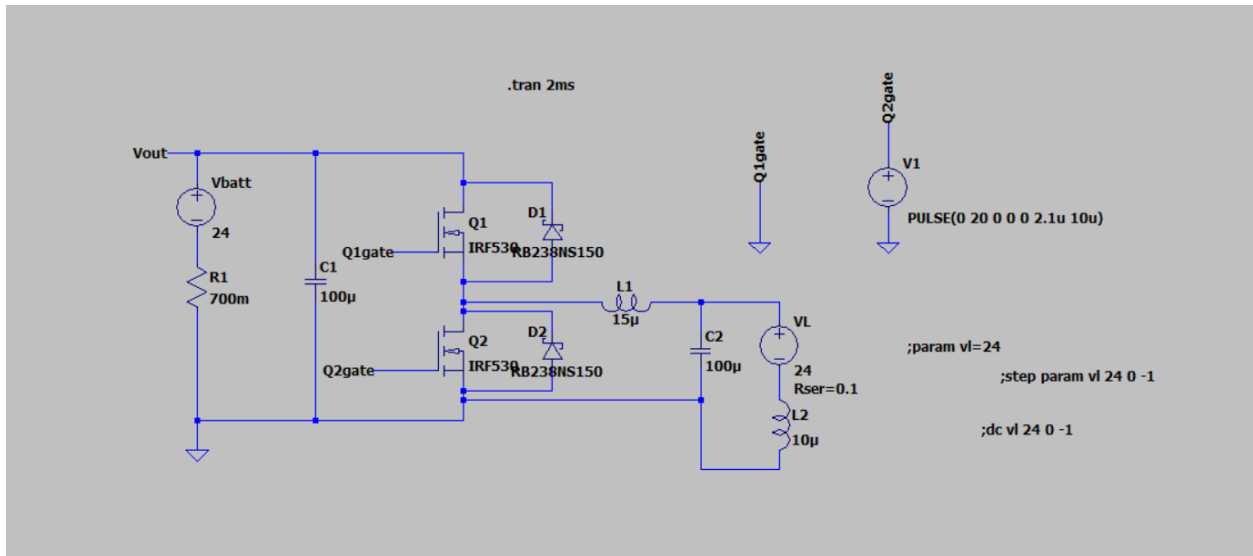 .tran 2ms
Q1gate
Q2gate
V1
PULSE(0 20 0 0 0 2.1u 10u)
Vout
Vbatt
24
R1
700m
C1
100µ
Q1gate
Q1
IRF530
D1
RB238NS150
L1
15µ
Q2gate
Q2
IRF530
D2
RB238NS150
C2
100µ
VL
24
Rser=0.1
L2
10µ
;param vl=24
;step param vl 24 0 -1
;dc vl 24 0 -1